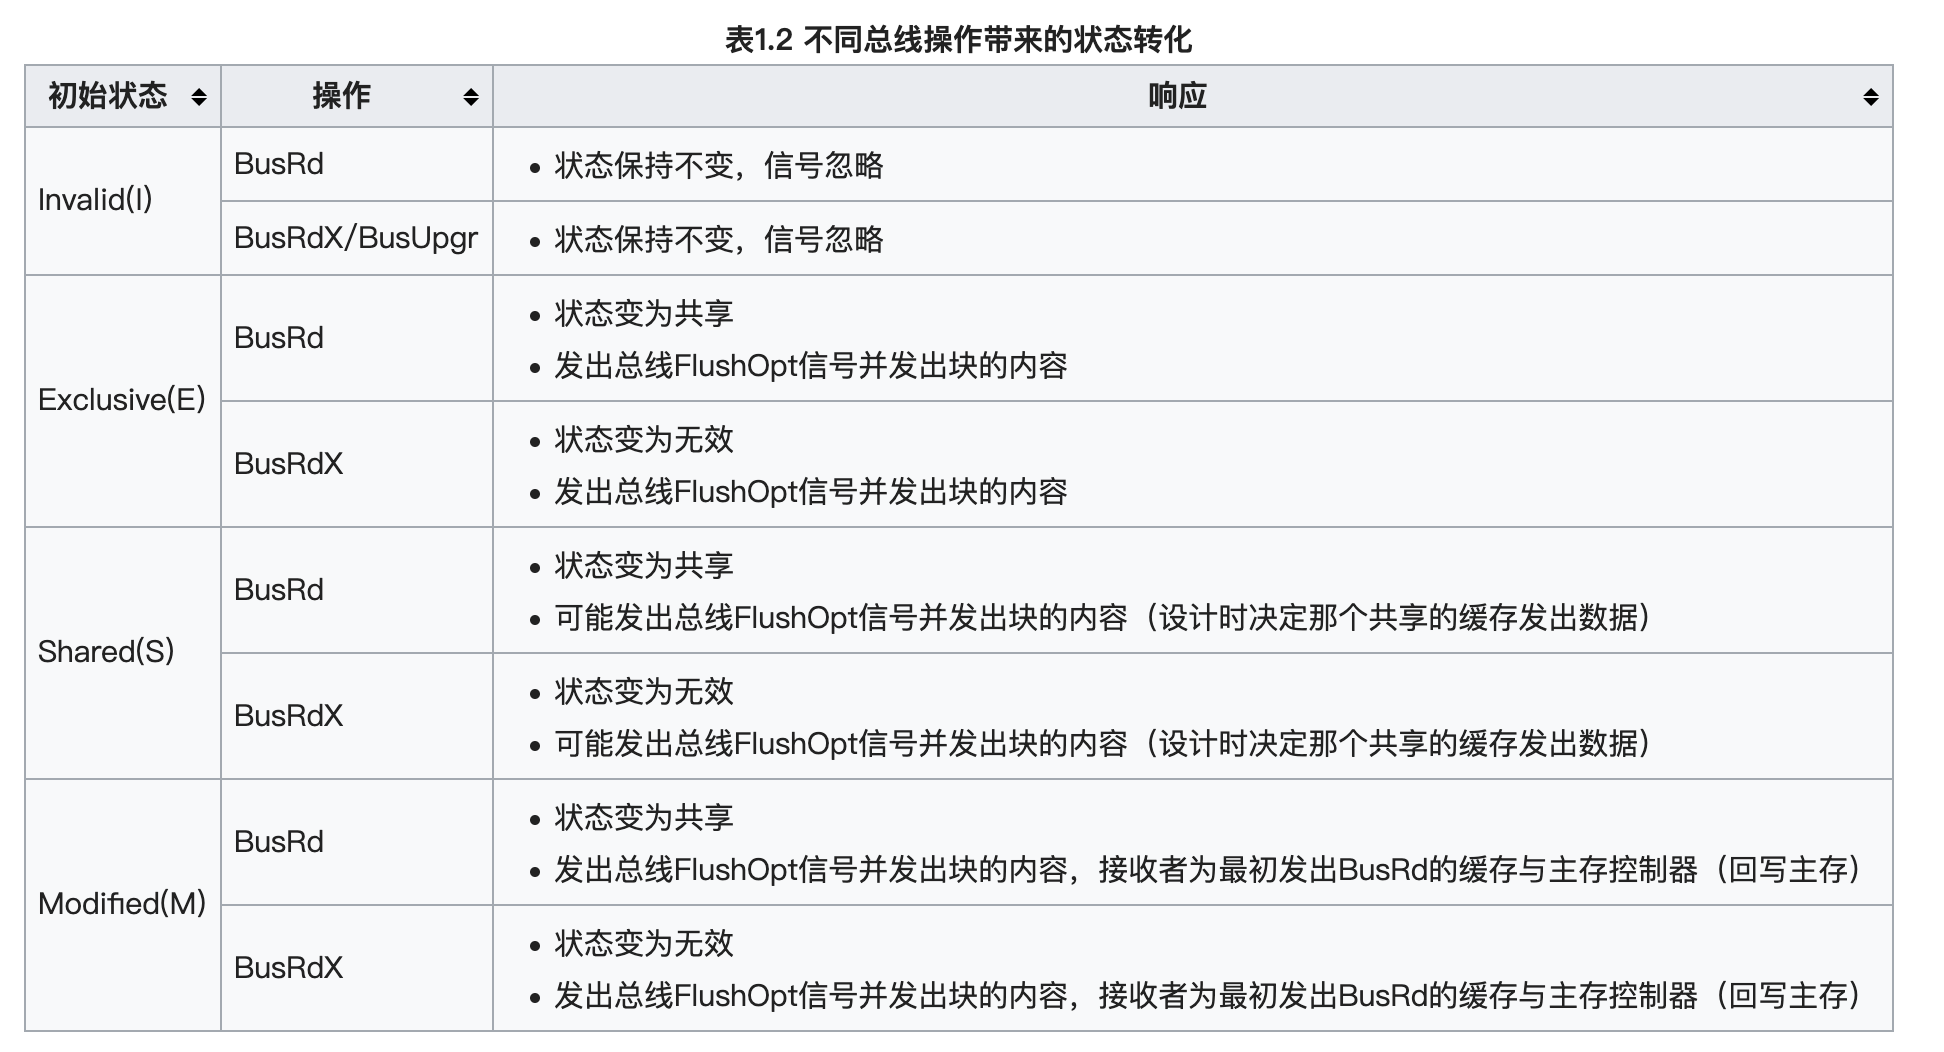 表1.2 不同总线操作带来的状态转化
初始状态 操作 响应
Invalid(I)
BusRd
• 状态保持不变，信号忽略
BusRdX/BusUpgr
• 状态保持不变，信号忽略
Exclusive(E)
BusRd
• 状态变为共享
• 发出总线FlushOpt信号并发出块的内容
BusRdX
• 状态变为无效
• 发出总线FlushOpt信号并发出块的内容
Shared(S)
BusRd
• 状态变为共享
• 可能发出总线FlushOpt信号并发出块的内容（设计时决定那个共享的缓存发出数据）
BusRdX
• 状态变为无效
• 可能发出总线FlushOpt信号并发出块的内容（设计时决定那个共享的缓存发出数据）
Modified(M)
BusRd
• 状态变为共享
• 发出总线FlushOpt信号并发出块的内容，接收者为最初发出BusRd的缓存与主存控制器（回写主存）
BusRdX
• 状态变为无效
• 发出总线FlushOpt信号并发出块的内容，接收者为最初发出BusRd的缓存与主存控制器（回写主存）